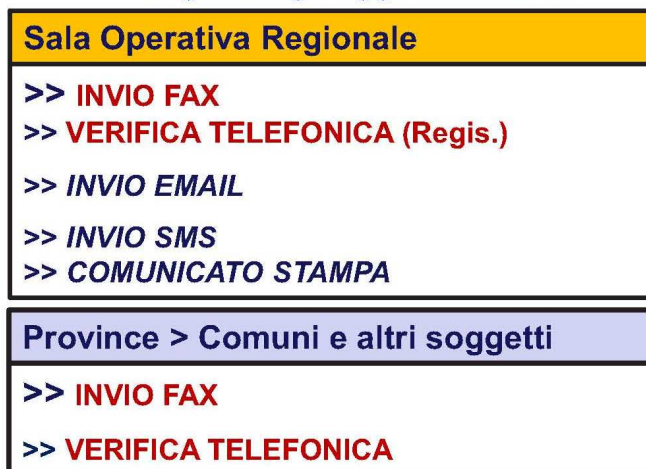 Sala Operativa Regionale
>> INVIO FAX
>> VERIFICA TELEFONICA (Regis.)
>> INVIO EMAIL
>> INVIO SMS
>> COMUNICATO STAMPA
Province > Comuni e altri soggetti
>> INVIO FAX
>> VERIFICA TELEFONICA